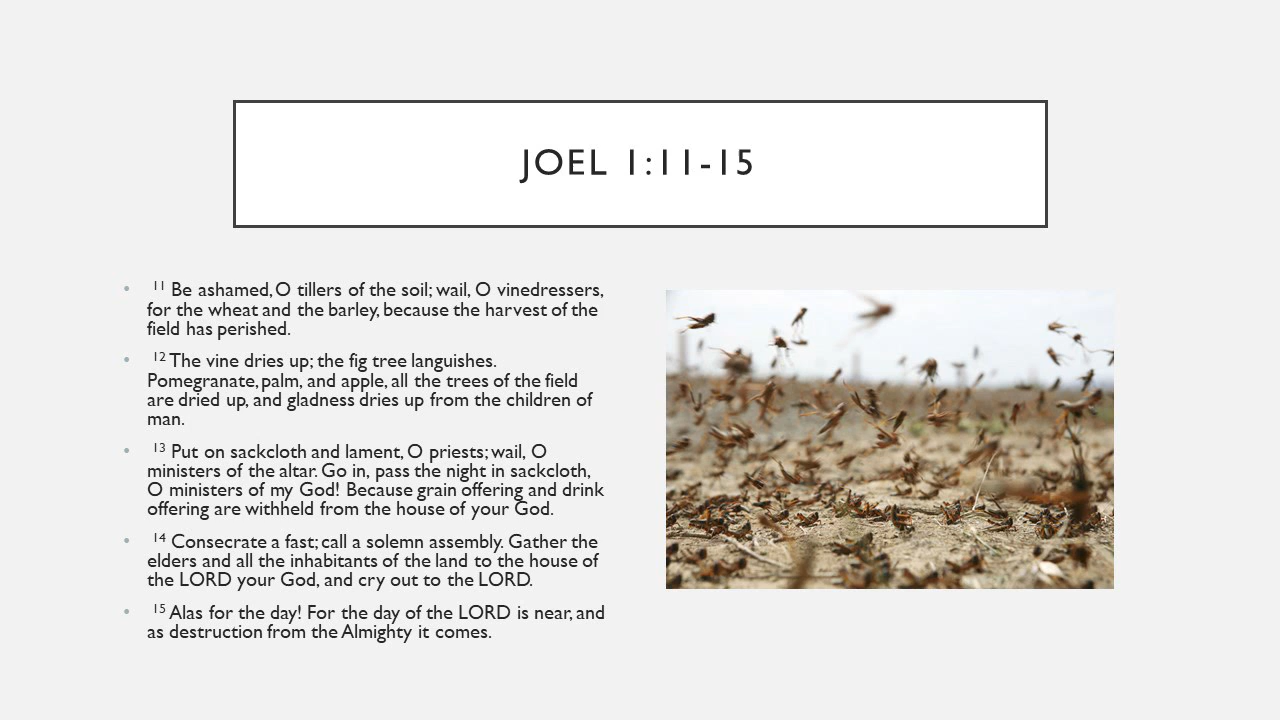 JOEL 1:11-15
• 11 Be ashamed, O tillers of the soil; wail, O vinedressers,
for the wheat and the barley, because the harvest of the
field has perished.
• 12 The vine dries up; the fig tree languishes.
Pomegranate, palm, and apple, all the trees of the field
are dried up, and gladness dries up from the children of
man.
• 13 Put on sackcloth and lament, O priests; wail, O
ministers of the altar. Go in, pass the night in sackcloth,
O ministers of my God! Because grain offering and drink
offering are withheld from the house of your God.
• 14 Consecrate a fast; call a solemn assembly. Gather the
elders and all the inhabitants of the land to the house of
the LORD your God, and cry out to the LORD.
• 15 Alas for the day! For the day of the LORD is near, and
as destruction from the Almighty it comes.